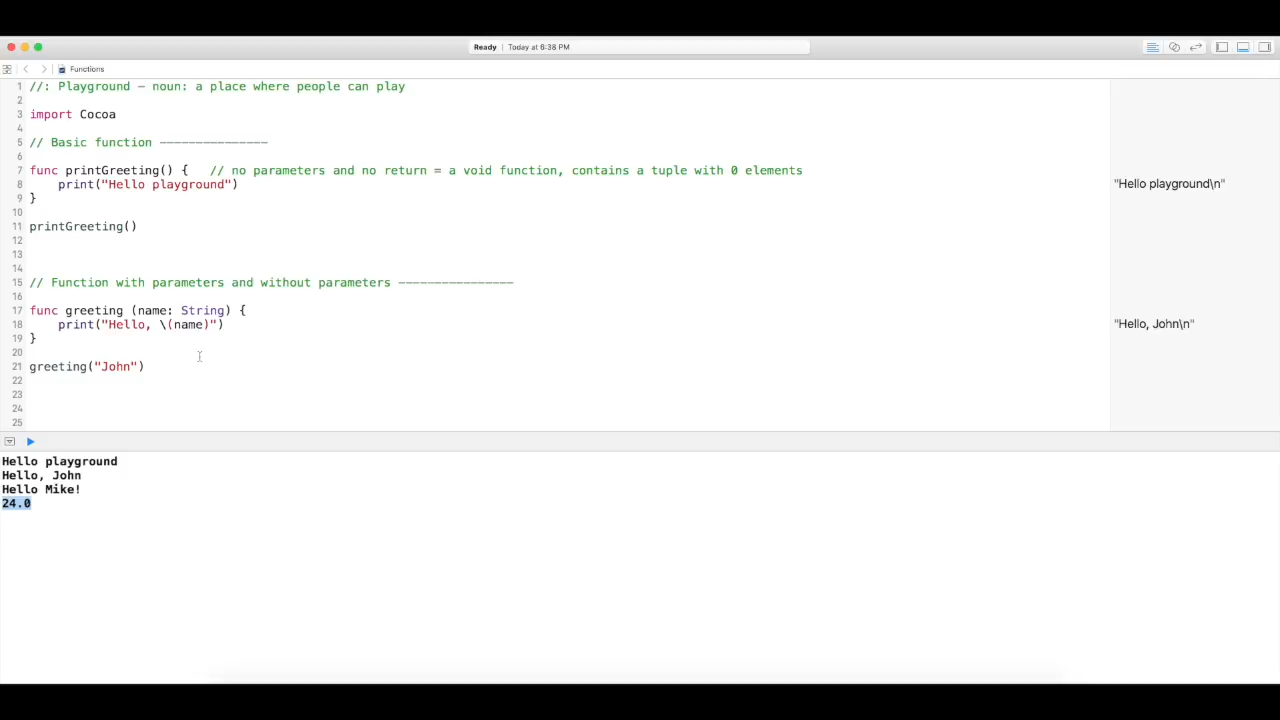 Ready | Today at 6:38 PM
Functions
1 //: Playground - noun: a place where people can play
2
3 import Cocoa
4
5 // Basic function ---------------
6
7 func printGreeting() {   // no parameters and no return = a void function, contains a tuple with 0 elements
8     print("Hello playground")
"Hello playground\n"
9 }
10
11 printGreeting()
12
13
14
15 // Function with parameters and without parameters ----------------
16
17 func greeting (name: String) {
18     print("Hello, \(name)")
"Hello, John\n"
19 }
20
21 greeting("John")
22
23
24
25
Hello playground
Hello, John
Hello Mike!
24.0